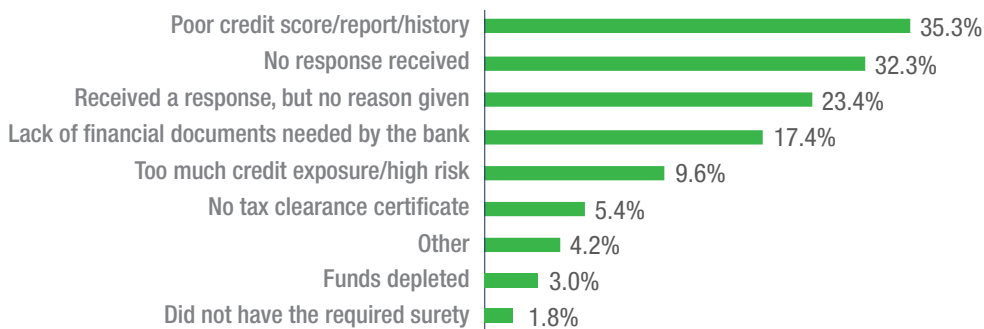 Poor credit score/report/history 35.3%
No response received 32.3%
Received a response, but no reason given 23.4%
Lack of financial documents needed by the bank 17.4%
Too much credit exposure/high risk 9.6%
No tax clearance certificate 5.4%
Other 4.2%
Funds depleted 3.0%
Did not have the required surety 1.8%